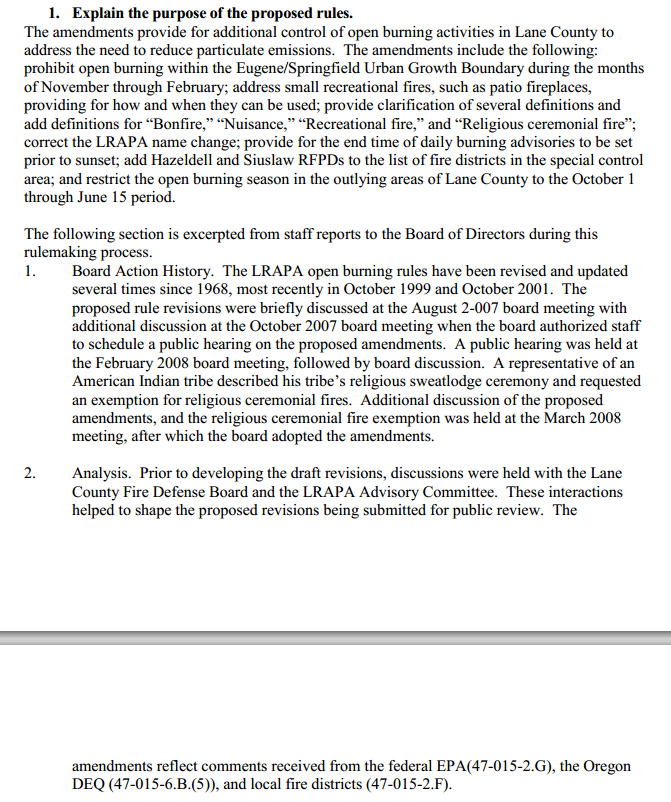 1. Explain the purpose of the proposed rules.
The amendments provide for additional control of open burning activities in Lane County to
address the need to reduce particulate emissions. The amendments include the following:
prohibit open burning within the Eugene/Springfield Urban Growth Boundary during the months
of November through February; address small recreational fires, such as patio fireplaces,
providing for how and when they can be used; provide clarification of several definitions and
add definitions for “Bonfire,” “Nuisance,” “Recreational fire,” and “Religious ceremonial fire”;
correct the LRAPA name change; provide for the end time of daily burning advisories to be set
prior to sunset; add Hazeldell and Siuslaw RFPDs to the list of fire districts in the special control
area; and restrict the open burning season in the outlying areas of Lane County to the October 1
through June 15 period.
The following section is excerpted from staff reports to the Board of Directors during this
rulemaking process.
1. Board Action History. The LRAPA open burning rules have been revised and updated
several times since 1968, most recently in October 1999 and October 2001. The
proposed rule revisions were briefly discussed at the August 2-007 board meeting with
additional discussion at the October 2007 board meeting when the board authorized staff
to schedule a public hearing on the proposed amendments. A public hearing was held at
the February 2008 board meeting, followed by board discussion. A representative of an
American Indian tribe described his tribe’s religious sweatlodge ceremony and requested
an exemption for religious ceremonial fires. Additional discussion of the proposed
amendments, and the religious ceremonial fire exemption was held at the March 2008
meeting, after which the board adopted the amendments.
2. Analysis. Prior to developing the draft revisions, discussions were held with the Lane
County Fire Defense Board and the LRAPA Advisory Committee. These interactions
helped to shape the proposed revisions being submitted for public review. The
amendments reflect comments received from the federal EPA(47-015-2.G), the Oregon
DEQ (47-015-6.B.(5)), and local fire districts (47-015-2.F).